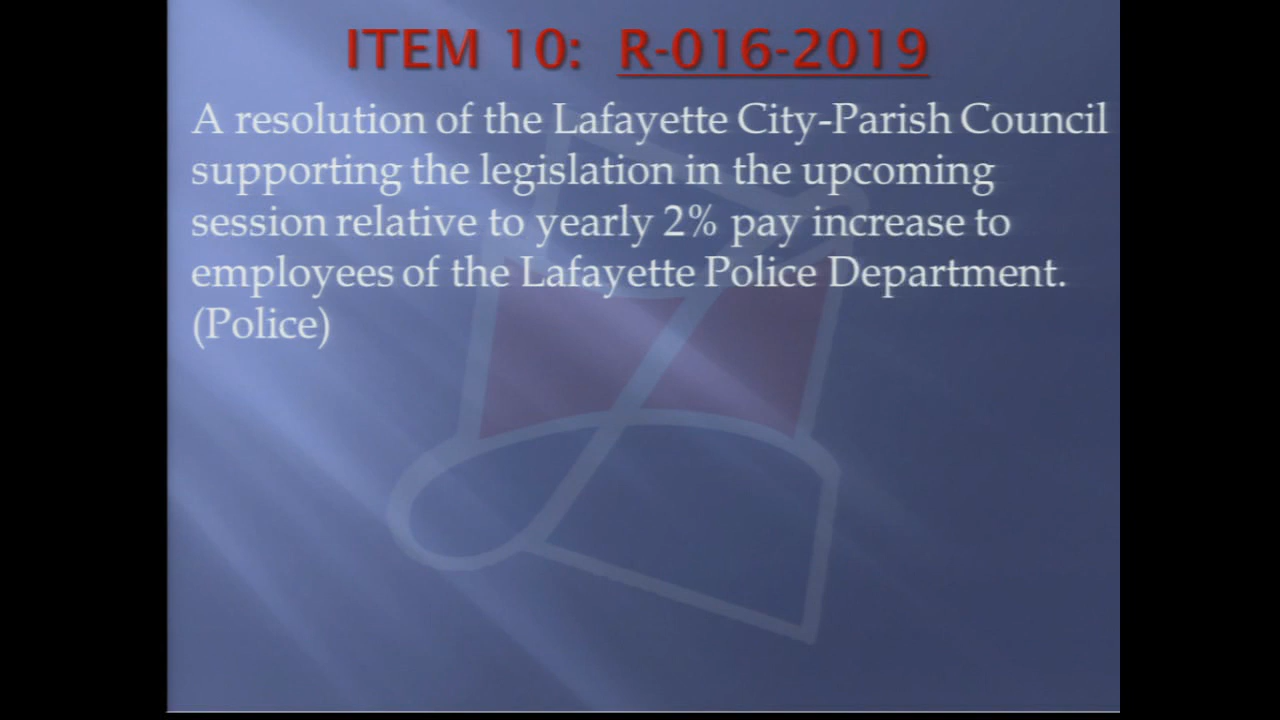 ITEM 10: R-016-2019
A resolution of the Lafayette City-Parish Council
supporting the legislation in the upcoming
session relative to yearly 2% pay increase to
employees of the Lafayette Police Department.
(Police)